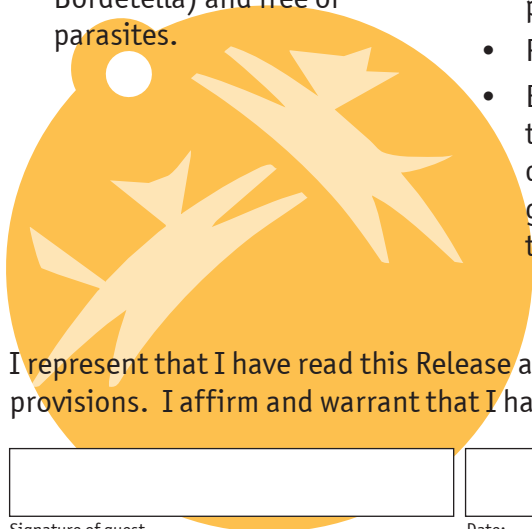 Bordetella) and free of
parasites.
I represent that I have read this Release a
provisions.  I affirm and warrant that I ha
Signature of guest
Date: